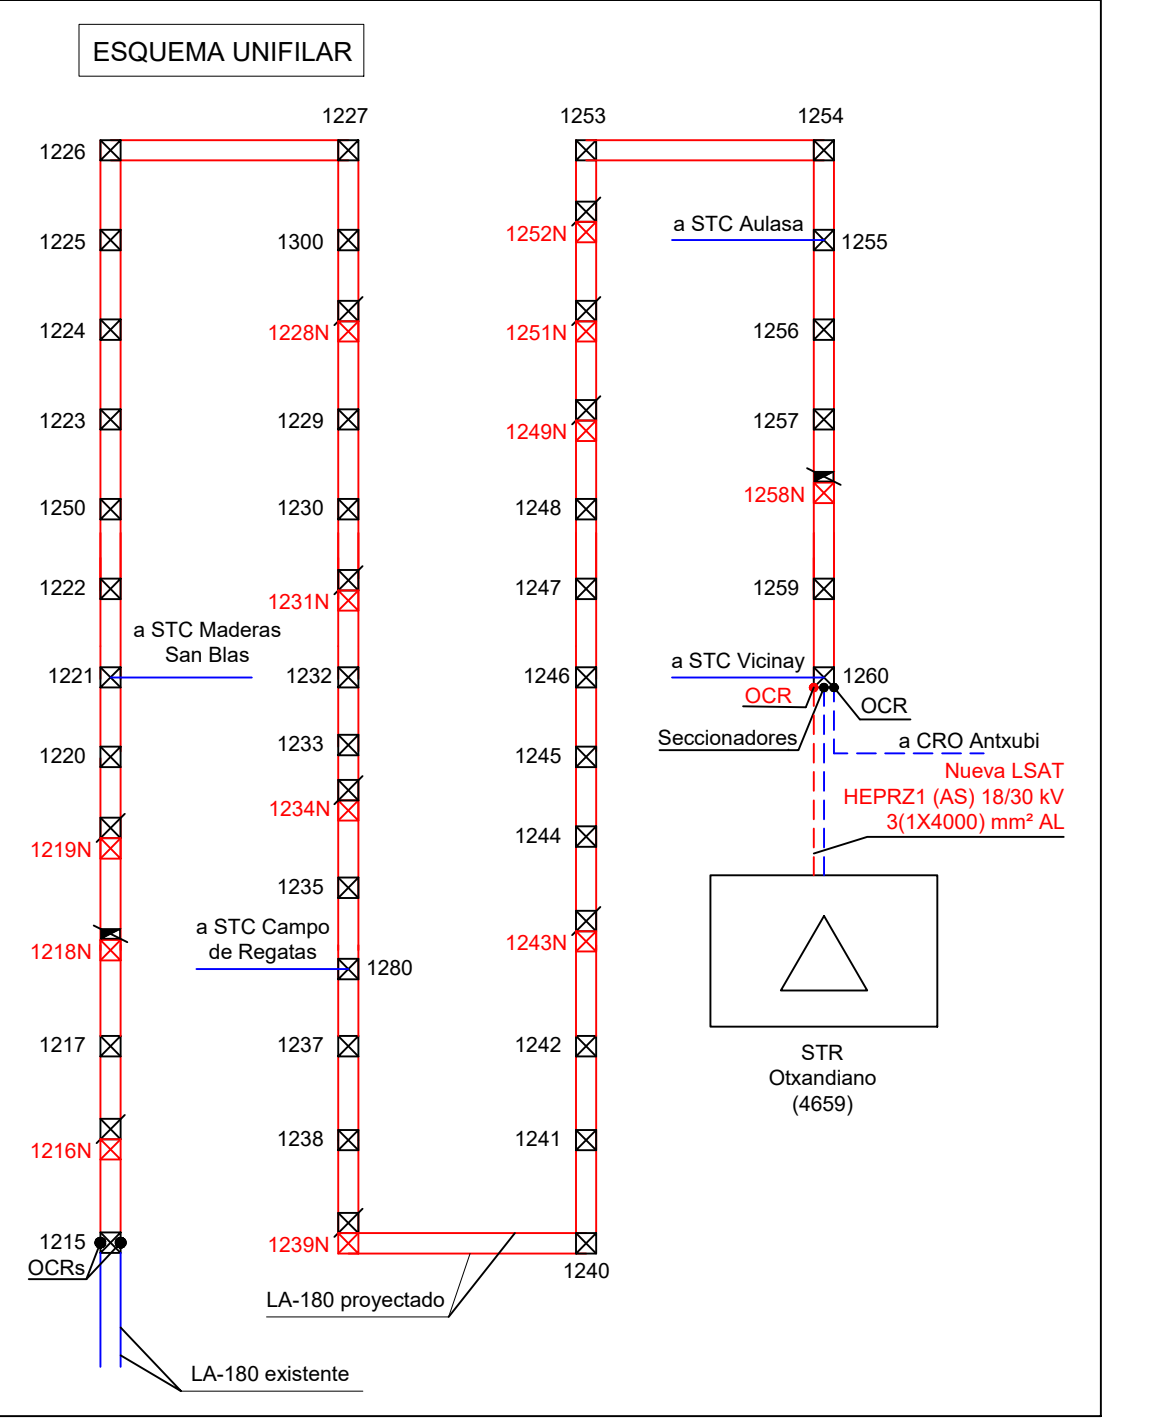 ESQUEMA UNIFILAR
1226
1225
1224
1223
1250
1222
a STC Maderas
San Blas
1221
1220
1219N
1218N
1217
1216N
1215
OCRs
LA-180 existente
1227
1300
1228N
1229
1230
1231N
1232
1233
1234N
1235
a STC Campo
de Regatas
1280
1237
1238
1239N
LA-180 proyectado
1253
1252N
1251N
1249N
1248
1247
1246
1245
1244
1243N
1242
1241
1240
1254
a STC Aulasa
1255
1256
1257
1258N
1259
a STC Vicinay
1260
OCR
OCR
Seccionadores
a CRO Antxubi
Nueva LSAT
HEPRZ1 (AS) 18/30 kV
3(1X4000) mm² AL
STR
Otxandiano
(4659)